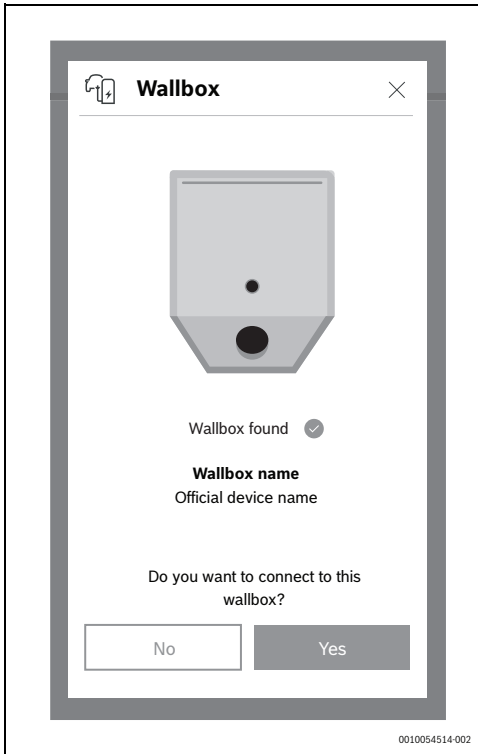 Wallbox
Wallbox found
Wallbox name
Official device name
Do you want to connect to this
wallbox?
No
Yes
0010054514-002